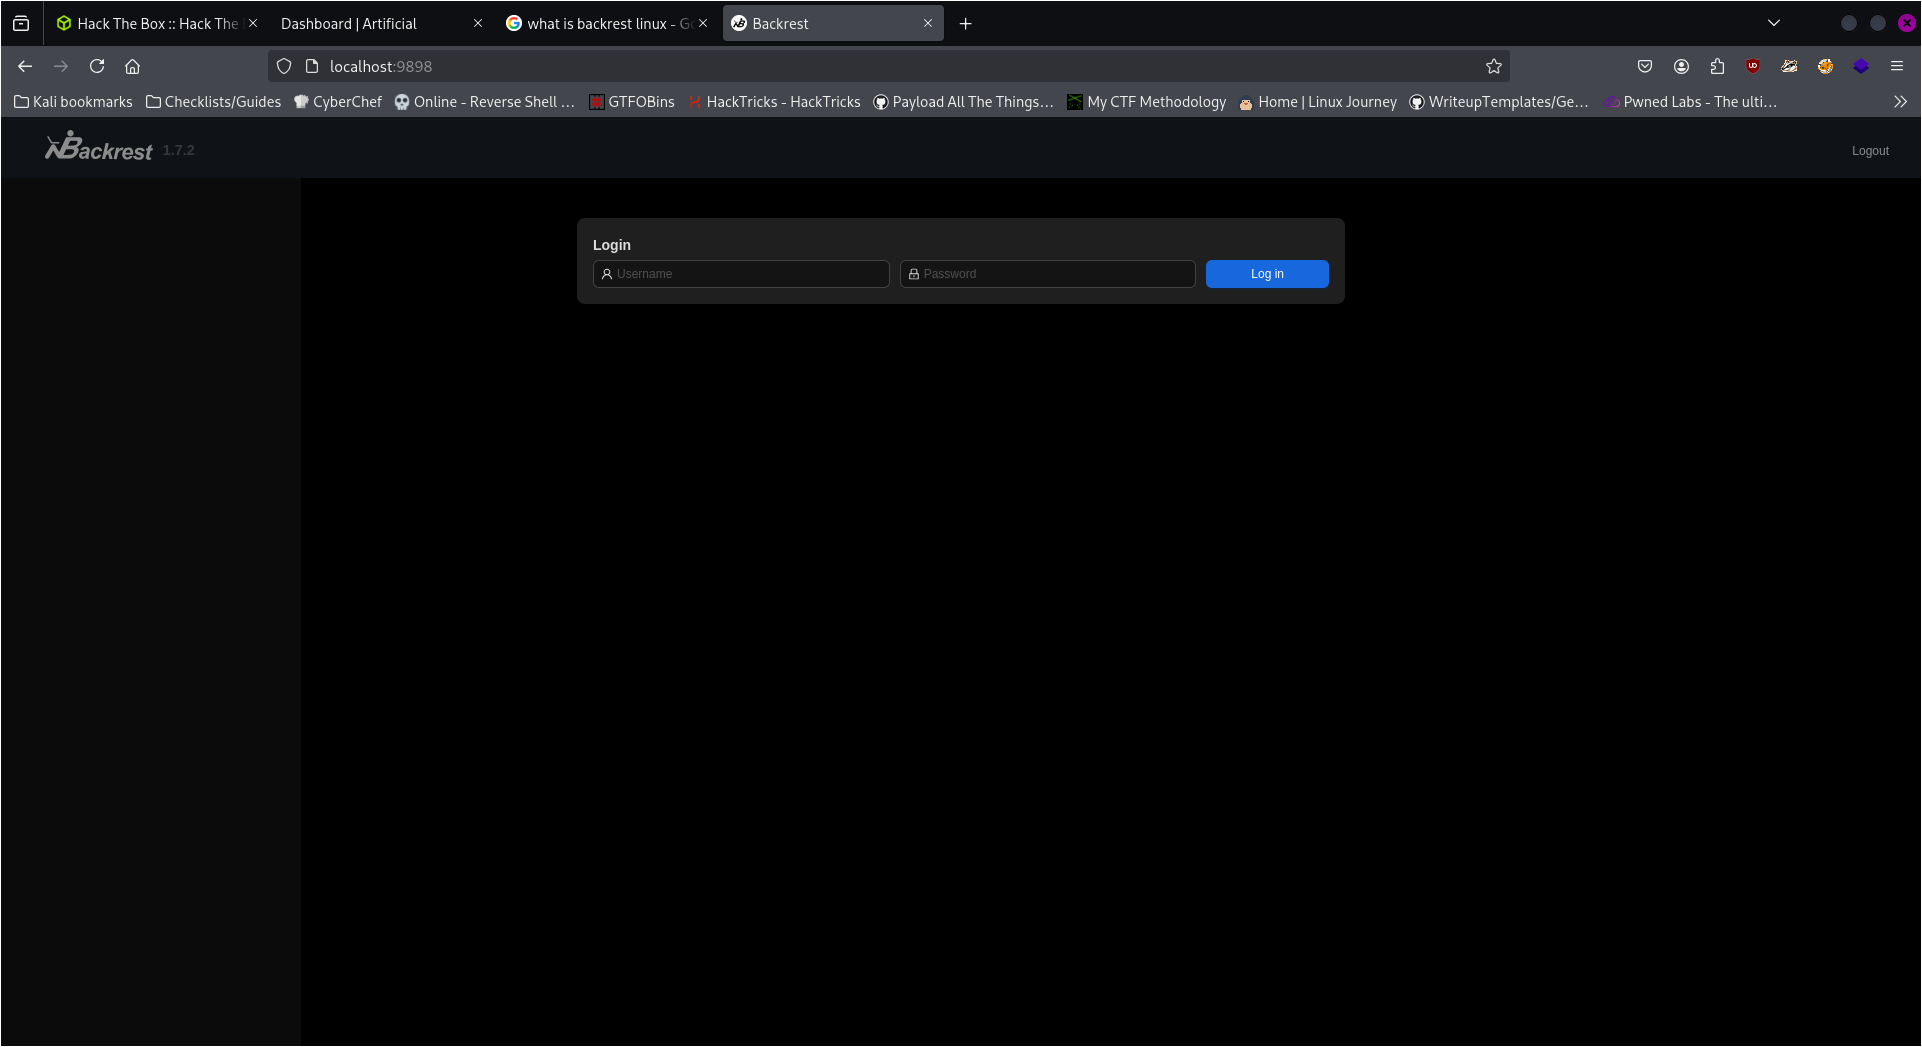 Hack The Box :: Hack The Dashboard | Artificial what is backrest linux - Go Backrest
localhost:9898
Kali bookmarks Checklists/Guides CyberChef Online - Reverse Shell … GTFOBins HackTricks - HackTricks Payload All The Things… My CTF Methodology Home | Linux Journey WriteupTemplates/Ge… Pwned Labs - The ulti…
Backrest 1.7.2 Logout
Login
Username Password Log in